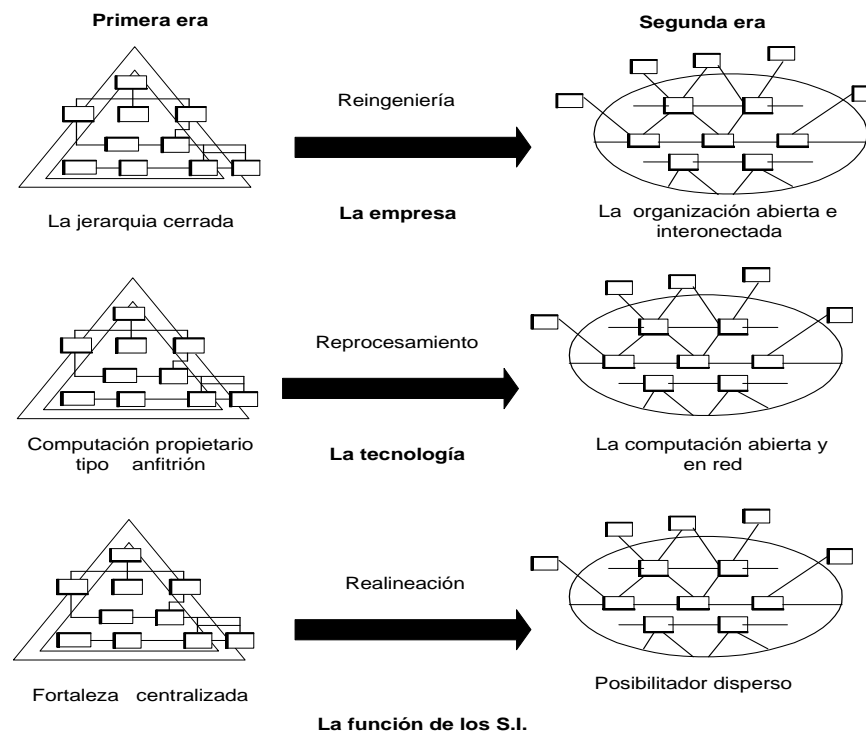 Primera era
Segunda era
Reingeniería
La jerarquia cerrada
La empresa
La organización abierta e
interonectada
Reprocesamiento
Computación propietario
tipo anfitrión
La tecnología
La computación abierta y
en red
Realineación
Fortaleza centralizada
Posibilitador disperso
La función de los S.I.